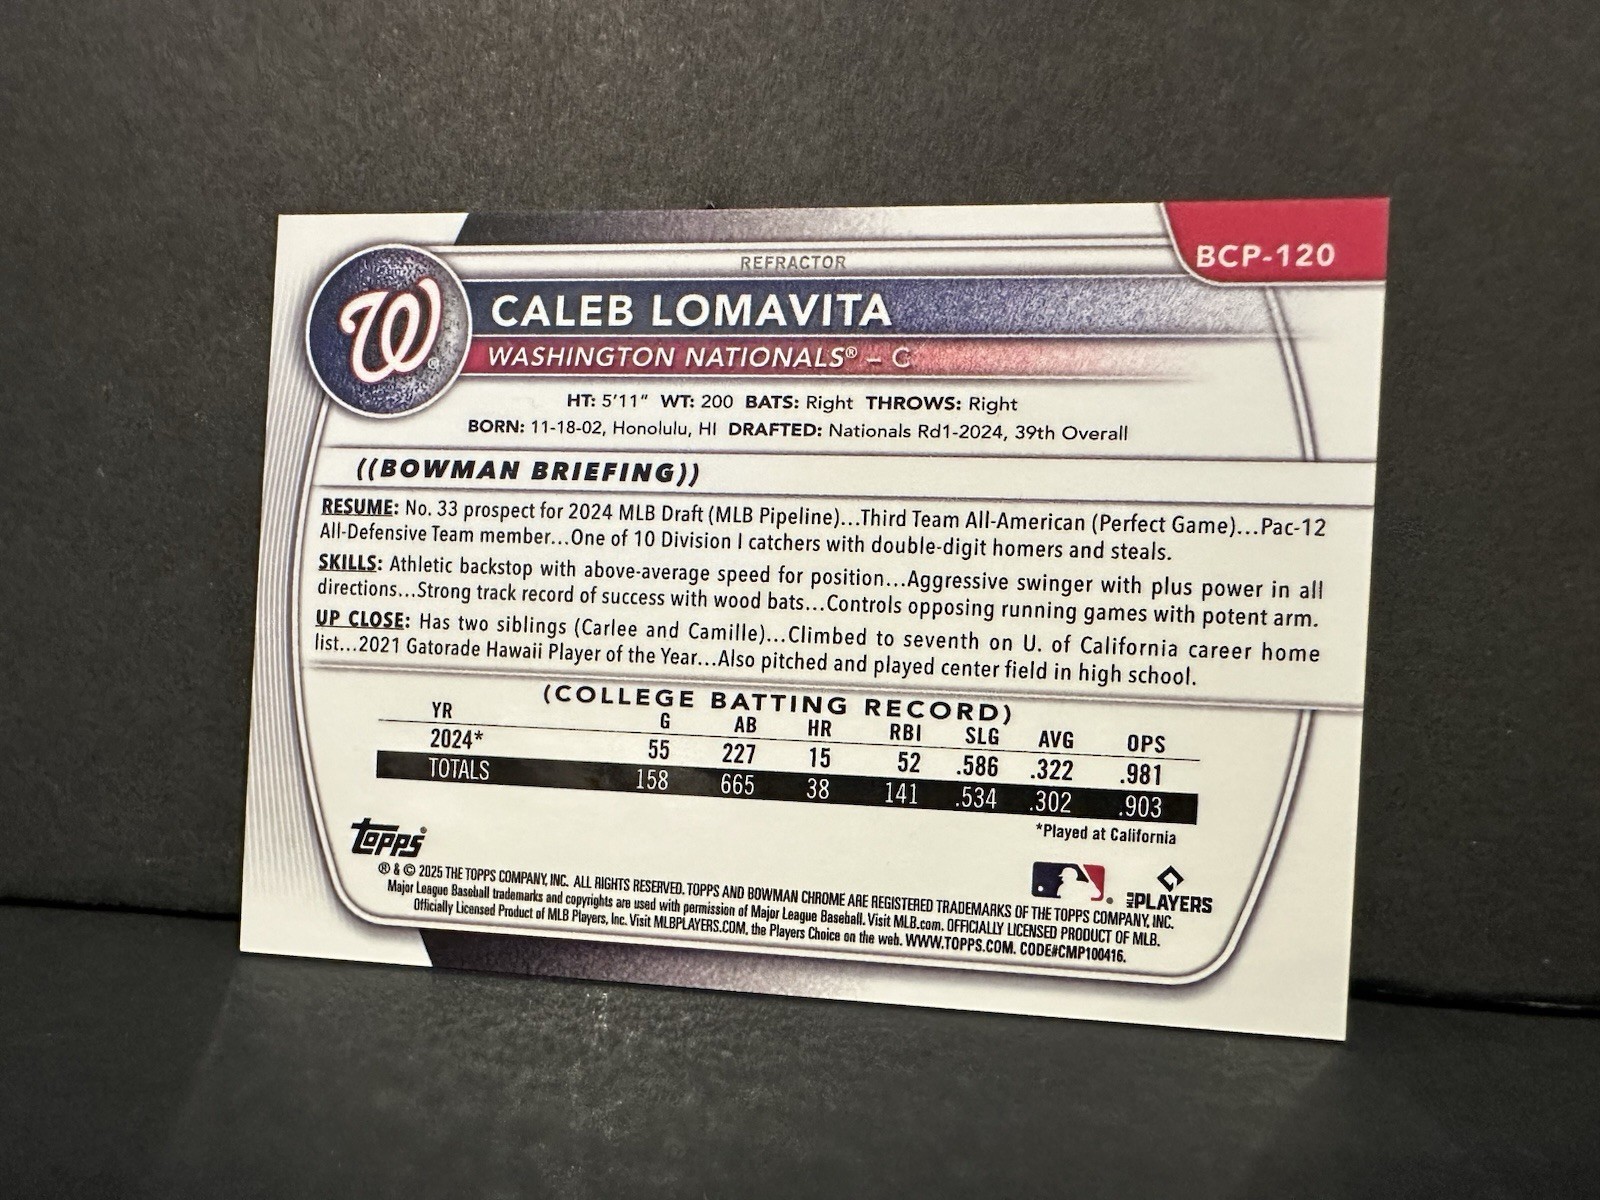 BCP-120
REFRACTOR
W®
CALEB LOMAVITA
WASHINGTON NATIONALS® – C
HT: 5'11" WT: 200 BATS: Right THROWS: Right
BORN: 11-18-02, Honolulu, HI DRAFTED: Nationals Rd1-2024, 39th Overall
((BOWMAN BRIEFING))
RESUME: No. 33 prospect for 2024 MLB Draft (MLB Pipeline)...Third Team All-American (Perfect Game)...Pac-12
All-Defensive Team member...One of 10 Division I catchers with double-digit homers and steals.
SKILLS: Athletic backstop with above-average speed for position...Aggressive swinger with plus power in all
directions...Strong track record of success with wood bats...Controls opposing running games with potent arm.
UP CLOSE: Has two siblings (Carlee and Camille)...Climbed to seventh on U. of California career home
list...2021 Gatorade Hawaii Player of the Year...Also pitched and played center field in high school.
(COLLEGE BATTING RECORD)
YR G AB HR RBI SLG AVG OPS
2024* 55 227 15 52 .586 .322 .981
TOTALS 158 665 38 141 .534 .302 .903
*Played at California
topps®
MLB PLAYERS
® & © 2025 THE TOPPS COMPANY, INC. ALL RIGHTS RESERVED. TOPPS AND BOWMAN CHROME ARE REGISTERED TRADEMARKS OF THE TOPPS COMPANY, INC.
Major League Baseball trademarks and copyrights are used with permission of Major League Baseball. Visit MLB.com. OFFICIALLY LICENSED PRODUCT OF MLB.
Officially Licensed Product of MLB Players, Inc. Visit MLBPLAYERS.COM, the Players Choice on the web. WWW.TOPPS.COM. CODE#CMP100416.